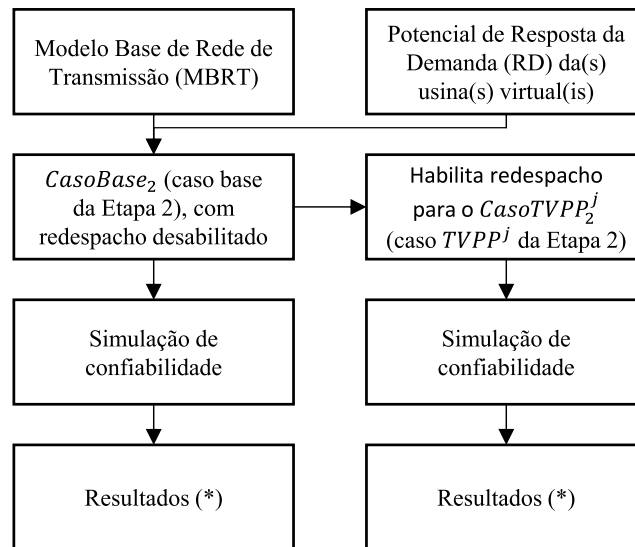 Modelo Base de Rede de
Transmissão (MBRT)
Potencial de Resposta da
Demanda (RD) da(s)
usina(s) virtual(is)
CasoBase₂ (caso base
da Etapa 2), com
redespacho desabilitado
Habilita redespacho
para o CasoTVPP₂ʲ
(caso TVPPʲ da Etapa 2)
Simulação de
confiabilidade
Simulação de
confiabilidade
Resultados (*)
Resultados (*)